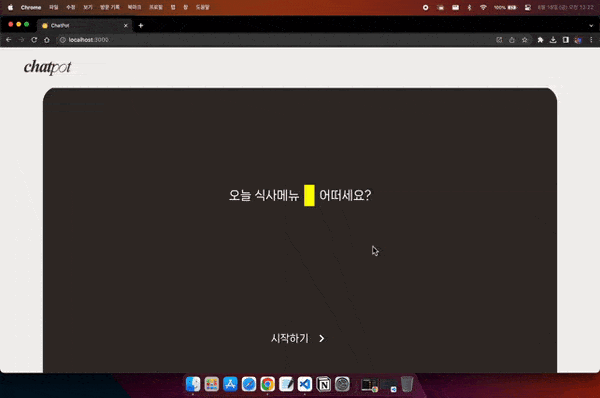 Chrome 파일 수정 보기 방문 기록 북마크 프로필 탭 창 도움말 100%
ChatPot
localhost:3000
chatpot
오늘 식사메뉴 어떠세요?
시작하기